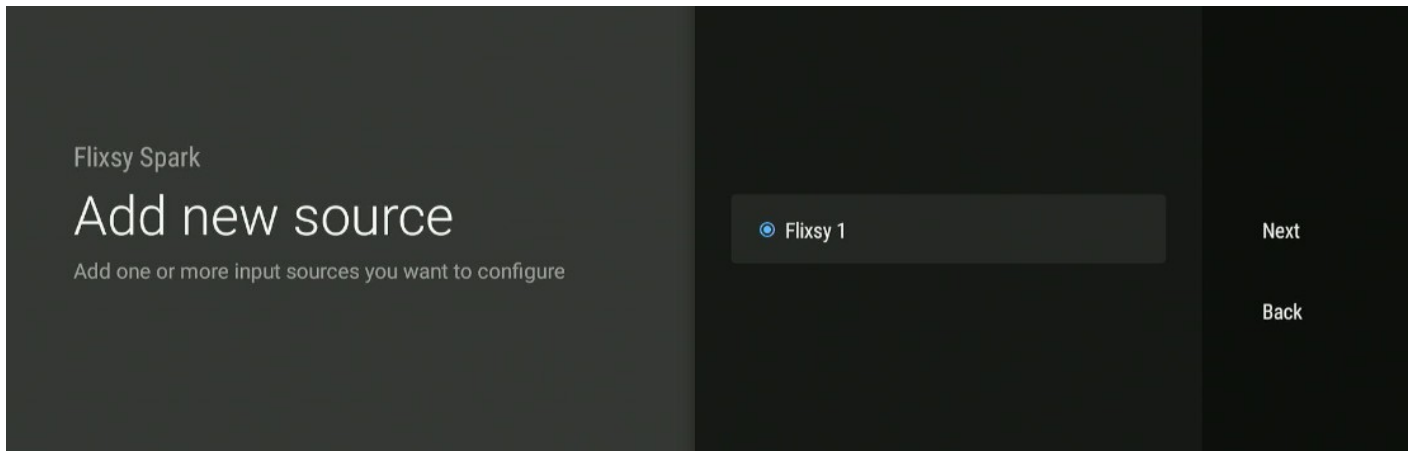 Flixsy Spark
Add new source
Add one or more input sources you want to configure
Flixsy 1
Next
Back